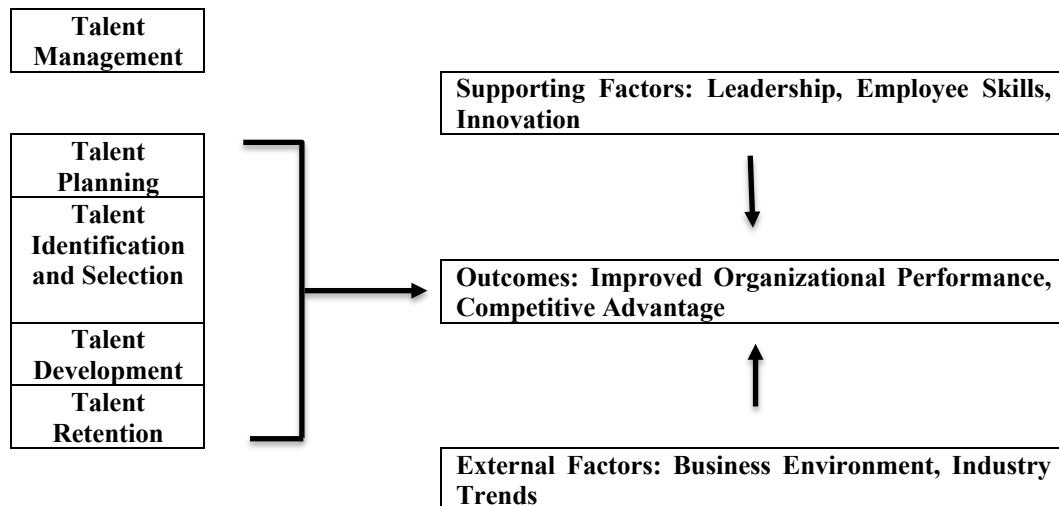 Talent
Management
Talent
Planning
Talent
Identification
and Selection
Talent
Development
Talent
Retention
Supporting Factors: Leadership, Employee Skills,
Innovation
Outcomes: Improved Organizational Performance,
Competitive Advantage
External Factors: Business Environment, Industry
Trends